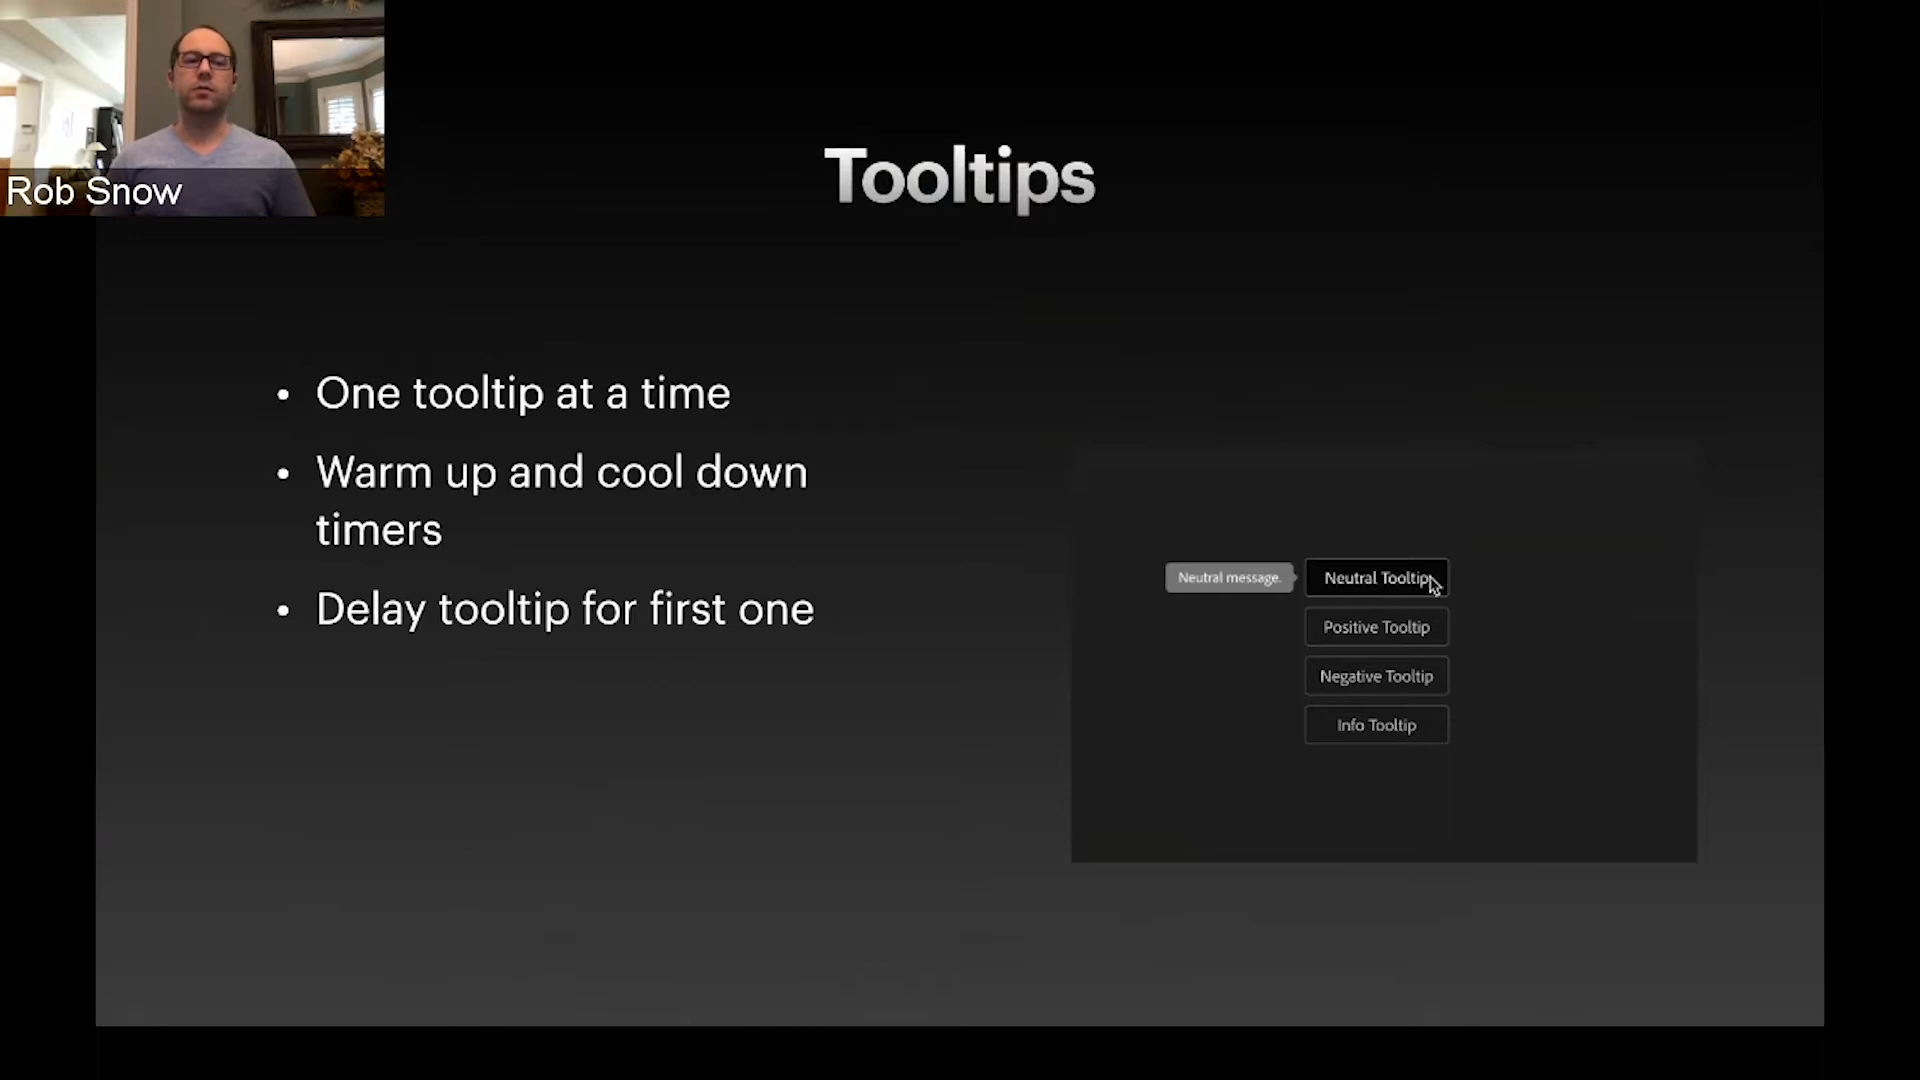 Rob Snow
Tooltips
• One tooltip at a time
• Warm up and cool down
timers
• Delay tooltip for first one
Neutral message.
Neutral Tooltip
Positive Tooltip
Negative Tooltip
Info Tooltip